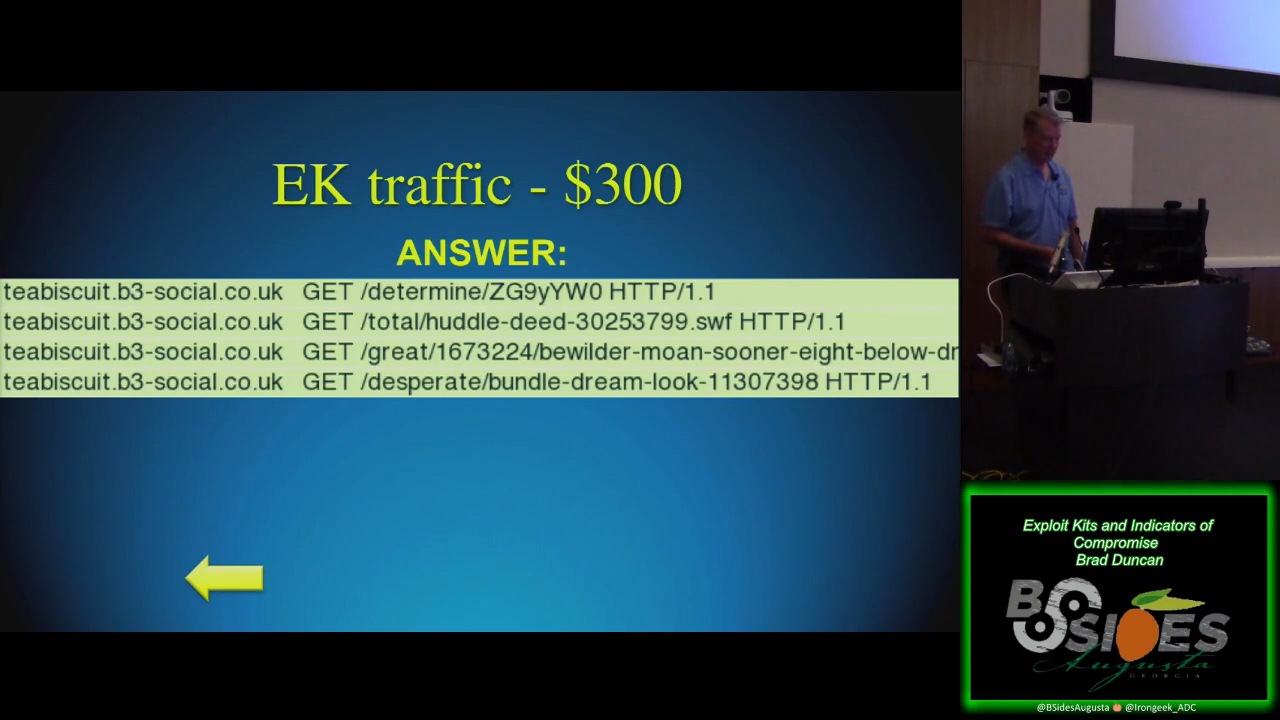 EK traffic - $300
ANSWER:
teabiscuit.b3-social.co.uk GET /determine/ZG9yYW0 HTTP/1.1
teabiscuit.b3-social.co.uk GET /total/huddle-deed-30253799.swf HTTP/1.1
teabiscuit.b3-social.co.uk GET /great/1673224/bewilder-moan-sooner-eight-below-dr
teabiscuit.b3-social.co.uk GET /desperate/bundle-dream-look-11307398 HTTP/1.1
Exploit Kits and Indicators of
Compromise
Brad Duncan
BSIDES
Augusta
GEORGIA
@BSidesAugusta @Irongeek_ADC